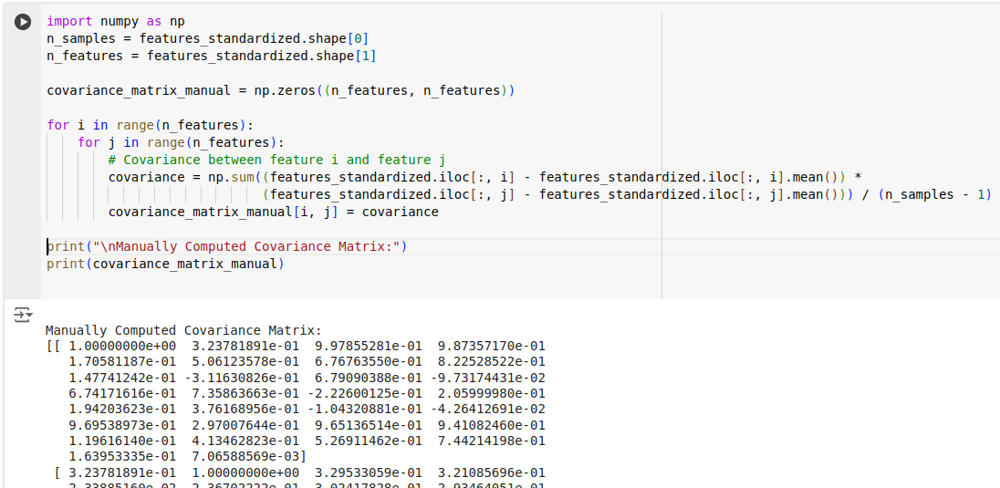 import numpy as np
n_samples = features_standardized.shape[0]
n_features = features_standardized.shape[1]
covariance_matrix_manual = np.zeros((n_features, n_features))
for i in range(n_features):
for j in range(n_features):
# Covariance between feature i and feature j
covariance = np.sum((features_standardized.iloc[:, i] - features_standardized.iloc[:, i].mean()) *
(features_standardized.iloc[:, j] - features_standardized.iloc[:, j].mean())) / (n_samples - 1)
covariance_matrix_manual[i, j] = covariance
print("\nManually Computed Covariance Matrix:")
print(covariance_matrix_manual)
Manually Computed Covariance Matrix:
[[ 1.00000000e+00 3.23781891e-01 9.97855281e-01 9.87357170e-01
1.70581187e-01 5.06123578e-01 6.76763550e-01 8.22528522e-01
1.47741242e-01 -3.11630826e-01 6.79090388e-01 -9.73174431e-02
6.74171616e-01 7.35863663e-01 -2.22600125e-01 2.05999980e-01
1.94203623e-01 3.76168956e-01 -1.04320881e-01 -4.26412691e-02
9.69538973e-01 2.97007644e-01 9.65136514e-01 9.41082460e-01
1.19616140e-01 4.13462823e-01 5.26911462e-01 7.44214198e-01
1.63953335e-01 7.06588569e-03]
[ 3.23781891e-01 1.00000000e+00 3.29533059e-01 3.21085696e-01